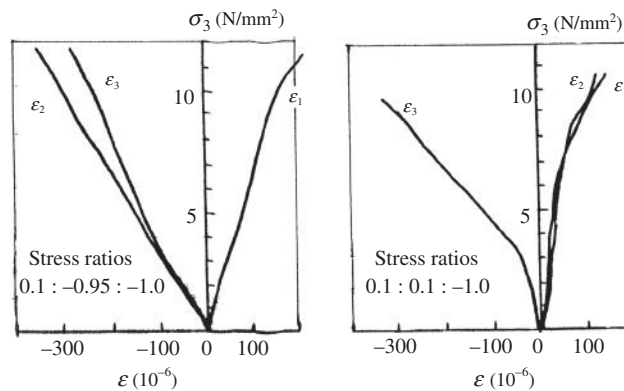 σ₃ (N/mm²)
10
5
ε₂
ε₃
ε₁
Stress ratios
0.1 : –0.95 : –1.0
–300
–100
0
100
ε (10⁻⁶)
σ₃ (N/mm²)
10
5
ε₃
ε₂
ε
Stress ratios
0.1 : 0.1 : –1.0
–300
–100
0
100
ε (10⁻⁶)